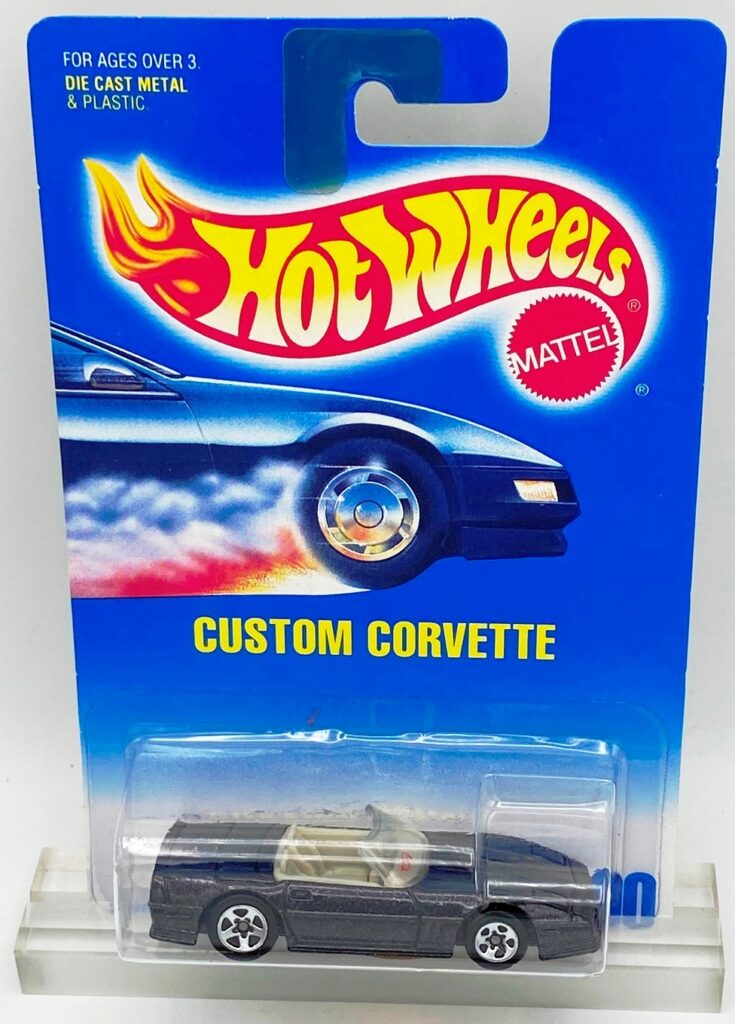 FOR AGES OVER 3.
DIE CAST METAL
& PLASTIC.
HOT WHEELS ®
MATTEL
®
CUSTOM CORVETTE